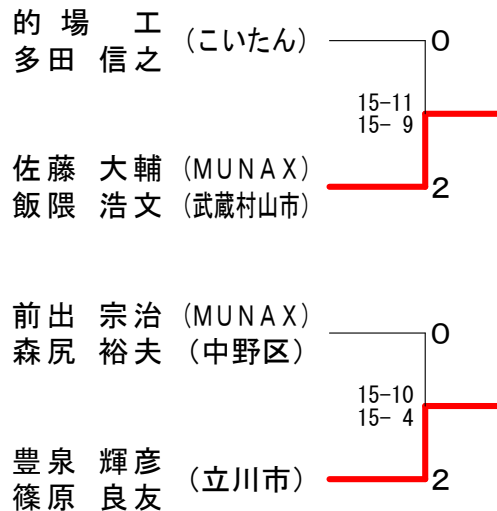 的場 工 (こいたん) 0
多田 信之
15-11
15- 9
佐藤 大輔 (MUNAX)
飯隈 浩文 (武蔵村山市) 2
前出 宗治 (MUNAX) 0
森尻 裕夫 (中野区)
15-10
15- 4
豊泉 輝彦 (立川市) 2
篠原 良友